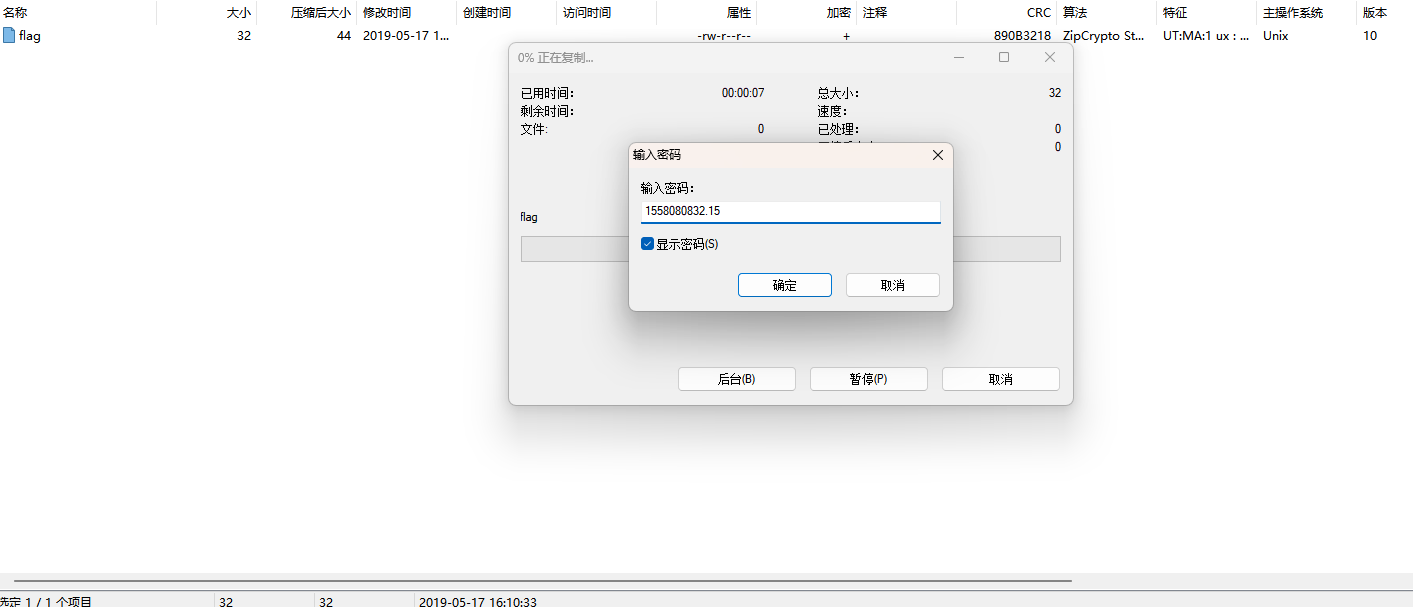 名称 大小 压缩后大小 修改时间 创建时间 访问时间 属性 加密 注释 CRC 算法 特征 主操作系统 版本
flag 32 44 2019-05-17 1... -rw-r--r-- + 890B3218 ZipCrypto St... UT:MA:1 ux : ... Unix 10
0% 正在复制...
已用时间: 00:00:07 总大小: 32
剩余时间: 速度:
文件: 0 已处理: 0
0
输入密码
输入密码:
1558080832.15
flag
显示密码(S)
确定 取消
后台(B) 暂停(P) 取消
选定 1 / 1 个项目 32 32 2019-05-17 16:10:33